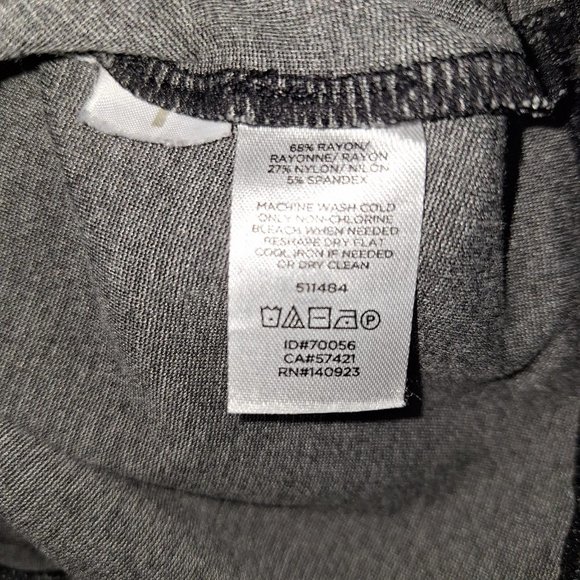 68% RAYON/
RAYONNE/ RAYON
27% NYLON/ NILÓN
5% SPANDEX
MACHINE WASH COLD
ONLY NON-CHLORINE
BLEACH WHEN NEEDED
RESHAPE DRY FLAT
COOL IRON IF NEEDED
OR DRY CLEAN
511484
P
ID#70056
CA#57421
RN#140923